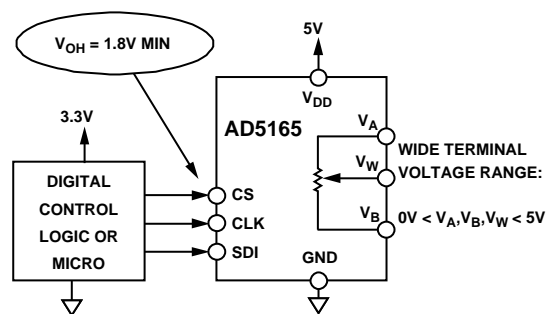 V_OH = 1.8V MIN
5V
V_DD
AD5165
3.3V
V_A
WIDE TERMINAL
VOLTAGE RANGE:
V_W
DIGITAL
CONTROL
LOGIC OR
MICRO
CS
CLK
SDI
V_B
0V < V_A,V_B,V_W < 5V
GND